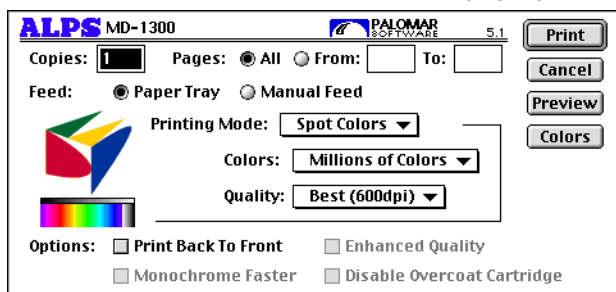 ALPS MD-1300 PALOMAR SOFTWARE 5.1 Print
Copies: 1 Pages: All From: To:
Cancel
Feed: Paper Tray Manual Feed
Preview
Printing Mode: Spot Colors
Colors
Colors: Millions of Colors
Quality: Best (600dpi)
Options: Print Back To Front Enhanced Quality
Monochrome Faster Disable Overcoat Cartridge